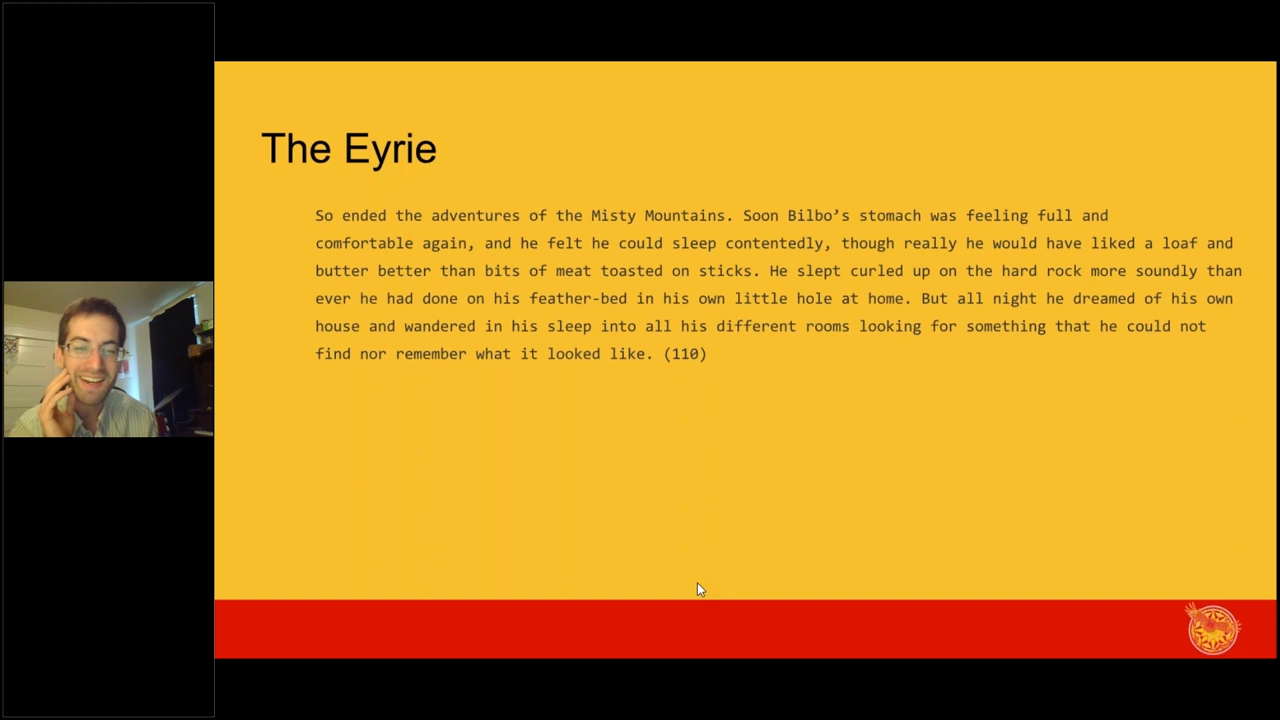 The Eyrie
So ended the adventures of the Misty Mountains. Soon Bilbo’s stomach was feeling full and
comfortable again, and he felt he could sleep contentedly, though really he would have liked a loaf and
butter better than bits of meat toasted on sticks. He slept curled up on the hard rock more soundly than
ever he had done on his feather-bed in his own little hole at home. But all night he dreamed of his own
house and wandered in his sleep into all his different rooms looking for something that he could not
find nor remember what it looked like. (110)